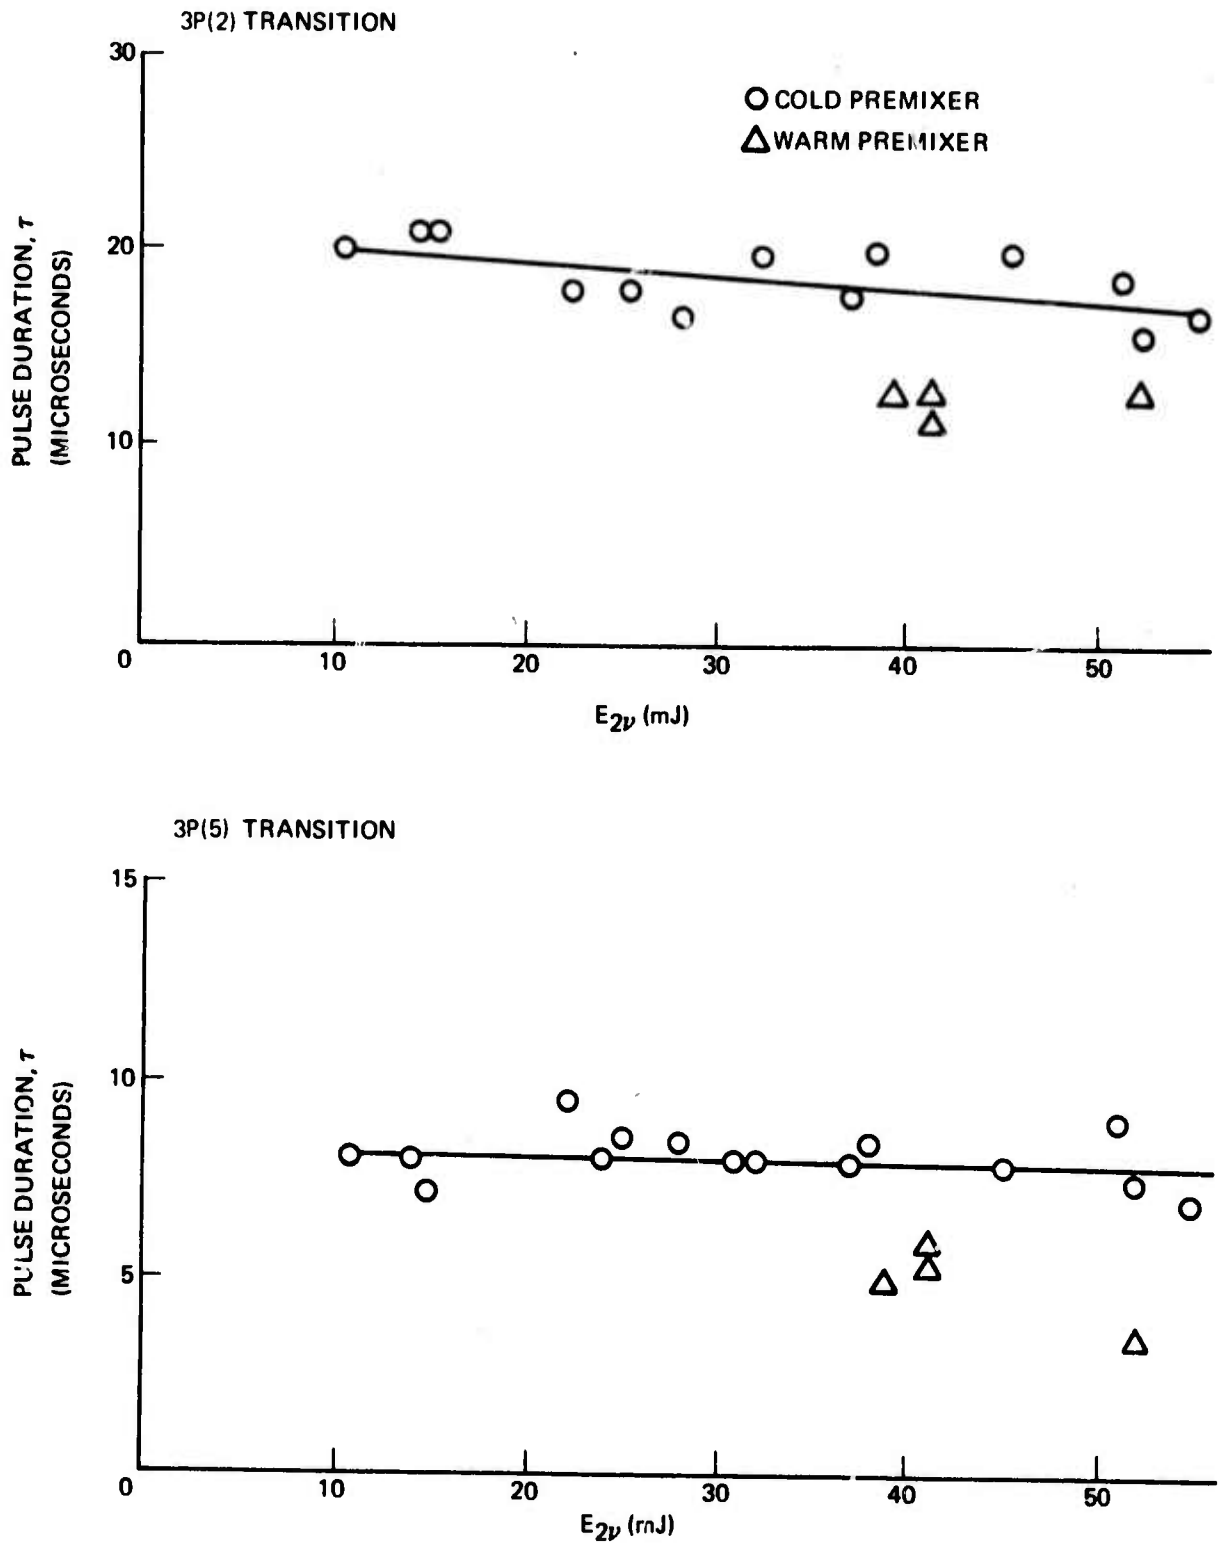 3P(2) TRANSITION
30
COLD PREMIXER
WARM PREMIXER
20
PULSE DURATION, τ
(MICROSECONDS)
10
0 10 20 30 40 50
E2ν (mJ)
3P(5) TRANSITION
15
10
PULSE DURATION, τ
(MICROSECONDS)
5
0 10 20 30 40 50
E2ν (mJ)